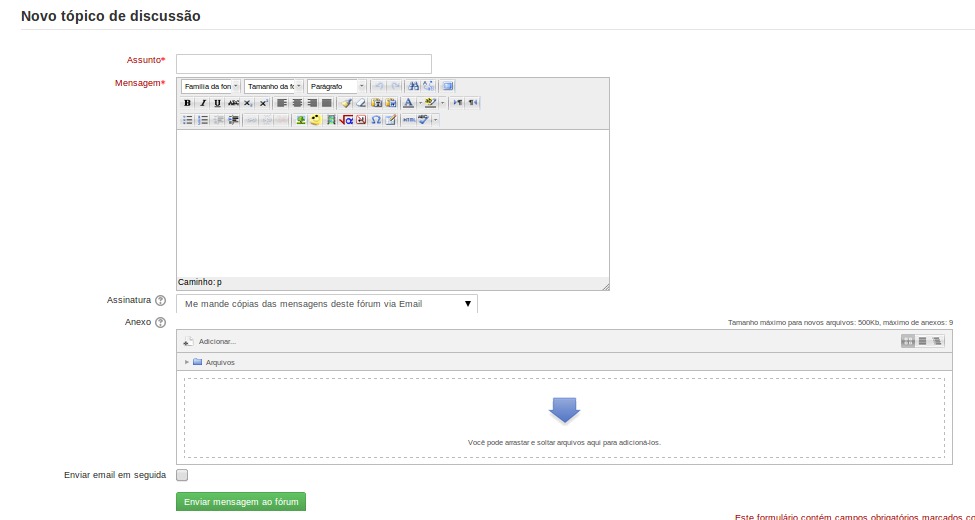 Novo tópico de discussão
Assunto*
Mensagem*
Família da fon
Tamanho da fo
Parágrafo
B I U ABC X₂ X²
HTML
Caminho: p
Assinatura
Me mande cópias das mensagens deste fórum via Email
Anexo
Tamanho máximo para novos arquivos: 500Kb, máximo de anexos: 9
Adicionar...
Arquivos
Você pode arrastar e soltar arquivos aqui para adicioná-los.
Enviar email em seguida
Enviar mensagem ao fórum
Este formulário contém campos obrigatórios marcados co